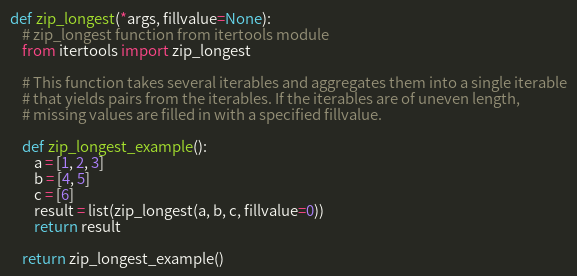 def zip_longest(*args, fillvalue=None):
    # zip_longest function from itertools module
    from itertools import zip_longest

    # This function takes several iterables and aggregates them into a single iterable
    # that yields pairs from the iterables. If the iterables are of uneven length,
    # missing values are filled in with a specified fillvalue.

    def zip_longest_example():
        a = [1, 2, 3]
        b = [4, 5]
        c = [6]
        result = list(zip_longest(a, b, c, fillvalue=0))
        return result

    return zip_longest_example()